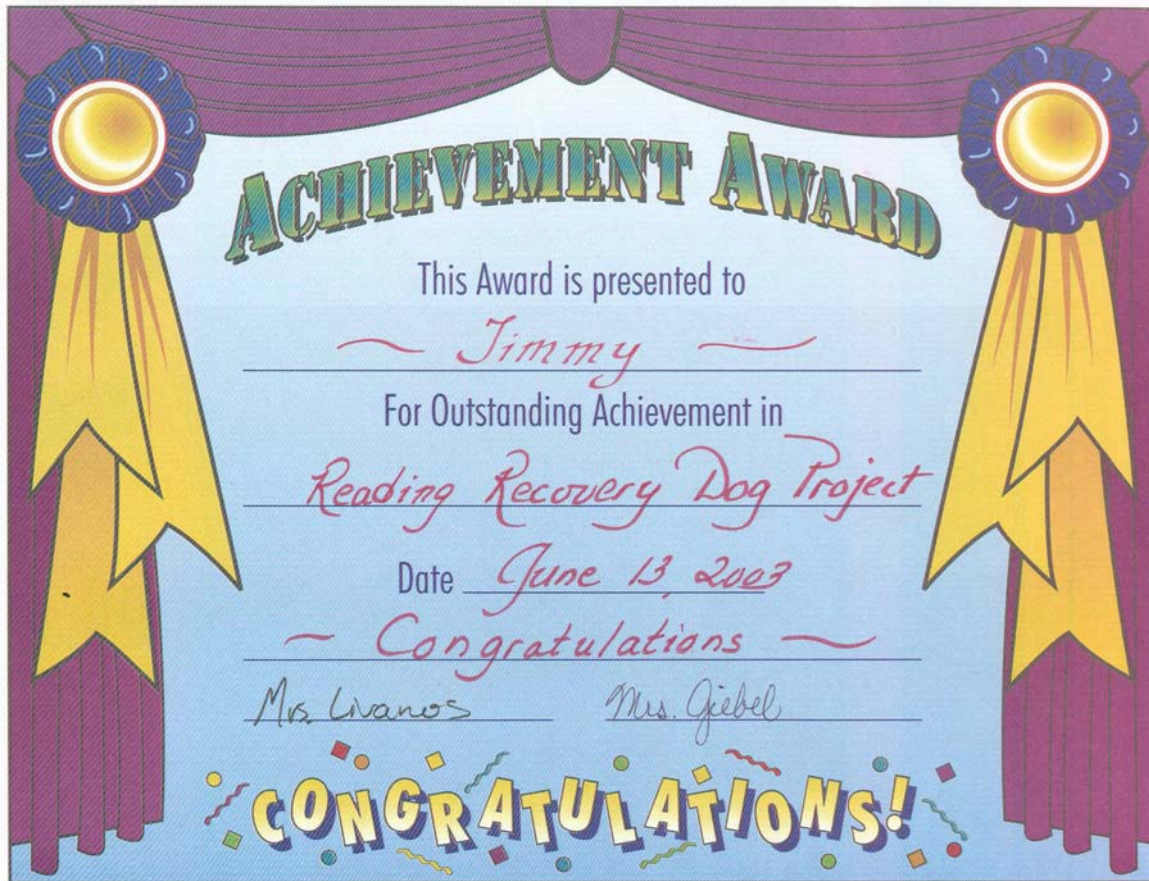 ACHIEVEMENT AWARD
This Award is presented to
~ Jimmy ~
For Outstanding Achievement in
Reading Recovery Dog Project
Date June 13, 2003
~ Congratulations ~
Mrs. Livanos Mrs. Giebel
CONGRATULATIONS!